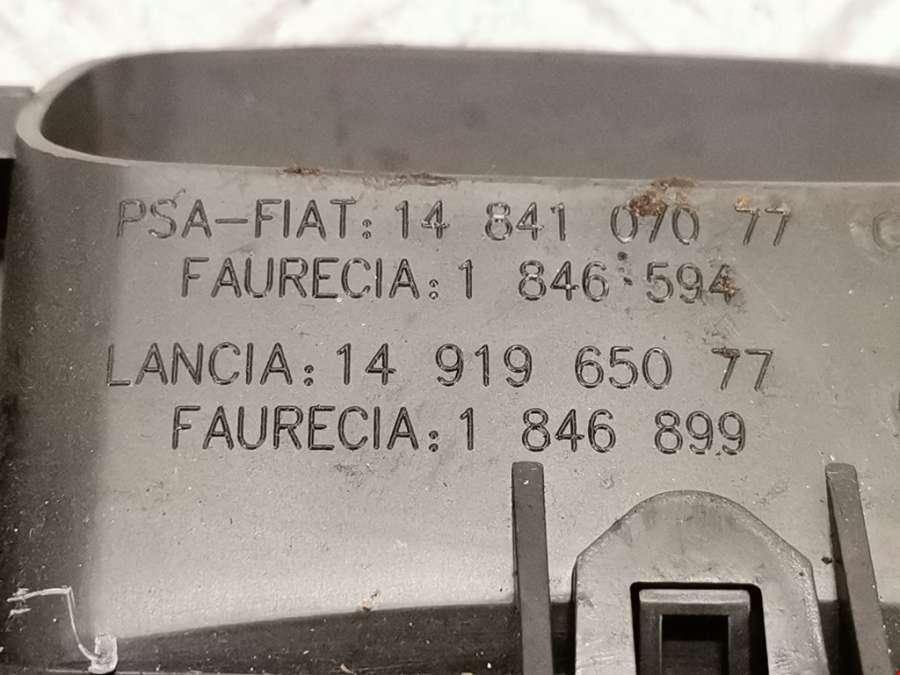 PSA-FIAT: 14 841 070 77
FAURECIA: 1 846 594
LANCIA: 14 919 650 77
FAURECIA: 1 846 899